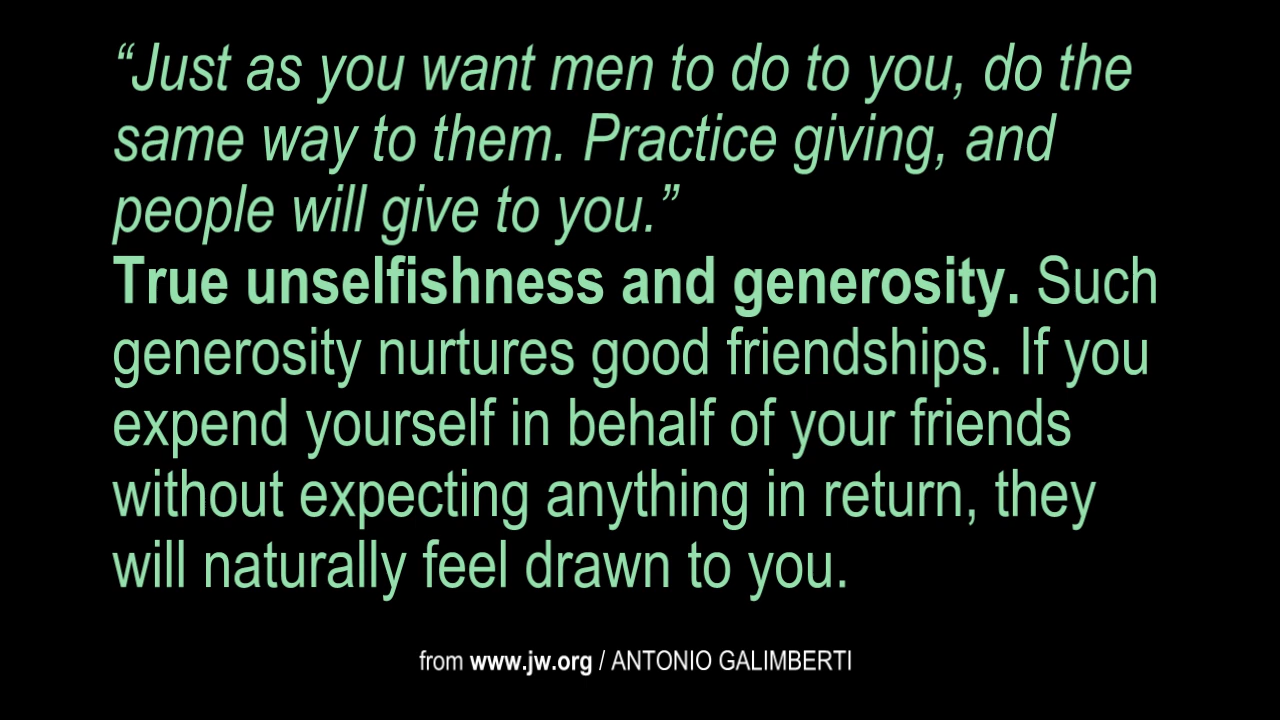 “Just as you want men to do to you, do the
same way to them. Practice giving, and
people will give to you.”
True unselfishness and generosity. Such
generosity nurtures good friendships. If you
expend yourself in behalf of your friends
without expecting anything in return, they
will naturally feel drawn to you.
from www.jw.org / ANTONIO GALIMBERTI